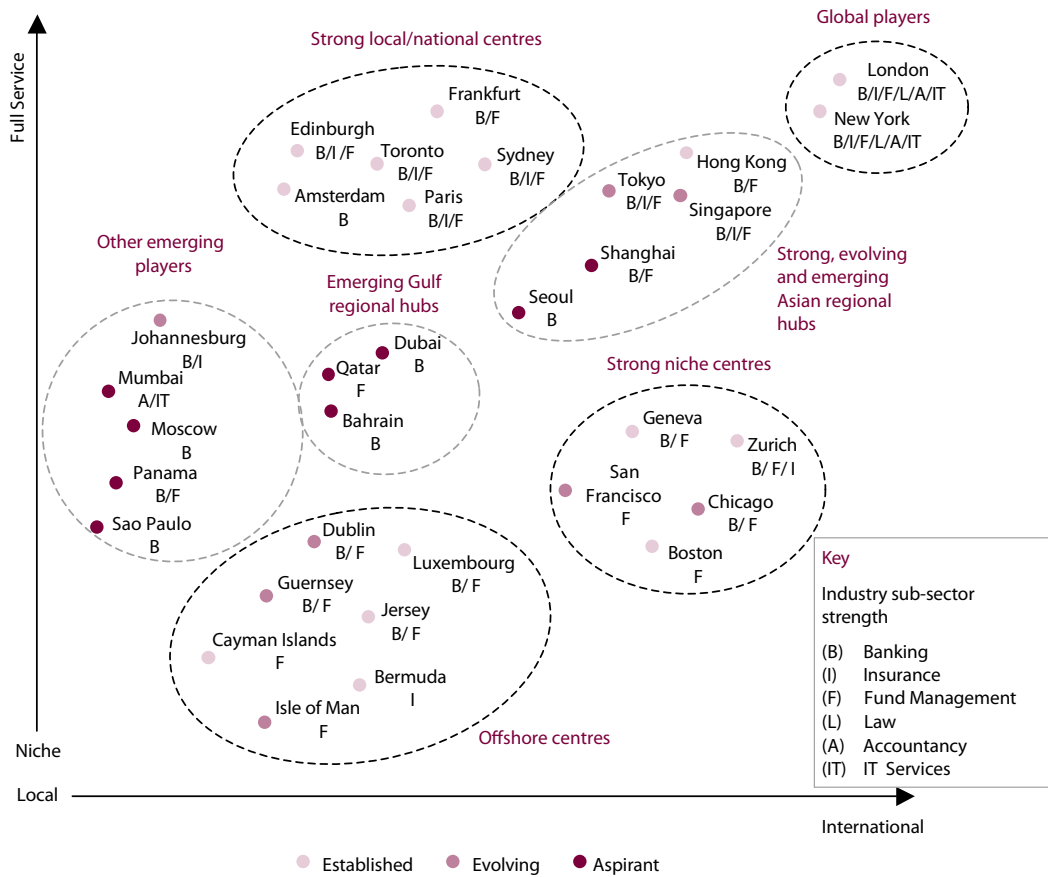 Global players
London
B/I/F/L/A/IT
New York
B/I/F/L/A/IT
Strong local/national centres
Frankfurt
B/F
Edinburgh
B/I /F
Toronto
B/I/F
Sydney
B/I/F
Amsterdam
B
Paris
B/I/F
Hong Kong
B/F
Tokyo
B/I/F
Singapore
B/I/F
Shanghai
B/F
Seoul
B
Strong, evolving
and emerging
Asian regional
hubs
Other emerging
players
Johannesburg
B/I
Mumbai
A/IT
Moscow
B
Panama
B/F
Sao Paulo
B
Emerging Gulf
regional hubs
Dubai
B
Qatar
F
Bahrain
B
Strong niche centres
Geneva
B/ F
Zurich
B/ F/ I
San
Francisco
F
Chicago
B/ F
Boston
F
Dublin
B/ F
Luxembourg
B/ F
Guernsey
B/ F
Jersey
B/ F
Cayman Islands
F
Bermuda
I
Isle of Man
F
Offshore centres
Key
Industry sub-sector
strength
(B) Banking
(I) Insurance
(F) Fund Management
(L) Law
(A) Accountancy
(IT) IT Services
Full Service
Niche
Local
International
Established
Evolving
Aspirant